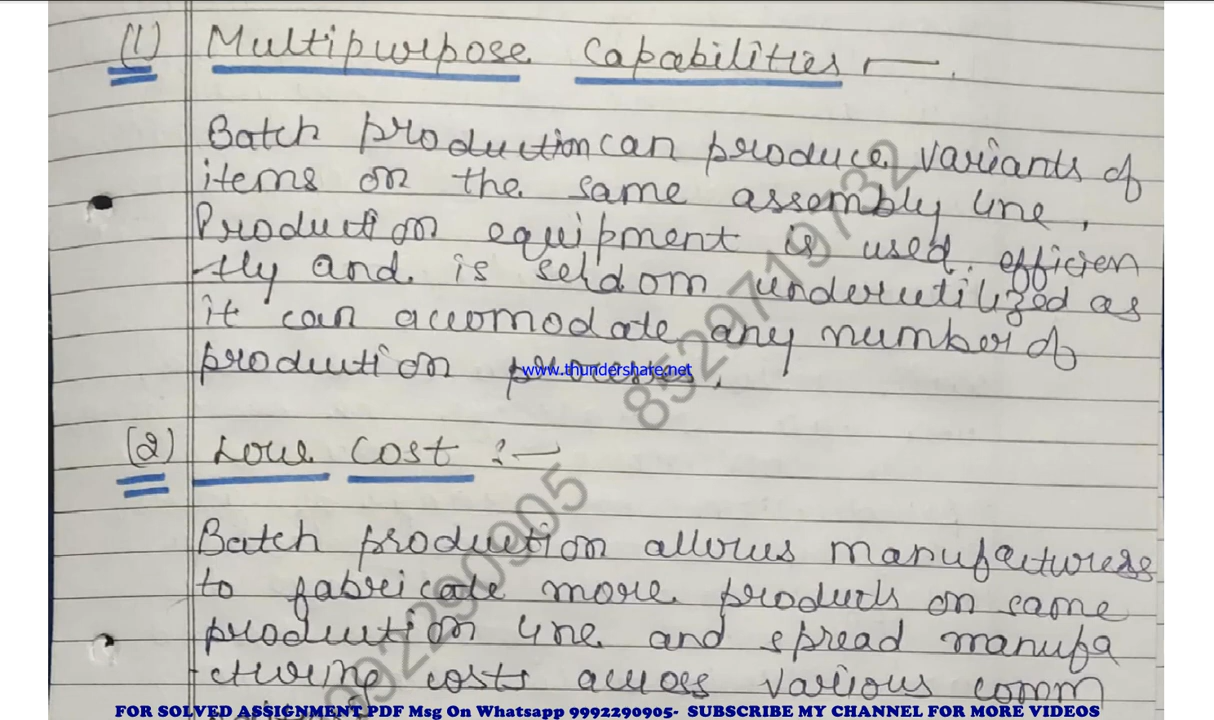 (1) Multipurpose Capabilities :—.
Batch production can produce variants of
items on the same assembly line.
Production equipment is used efficien
-tly and is seldom underutilized as
it can accomodate any number of
production processes.
www.thundershare.net
8529719732
(2) Low Cost :—
Batch production allows manufacturers
to fabricate more products on same
production line and spread manufa
-cturing costs across various comm
9992290905
FOR SOLVED ASSIGNMENT PDF Msg On Whatsapp 9992290905- SUBSCRIBE MY CHANNEL FOR MORE VIDEOS